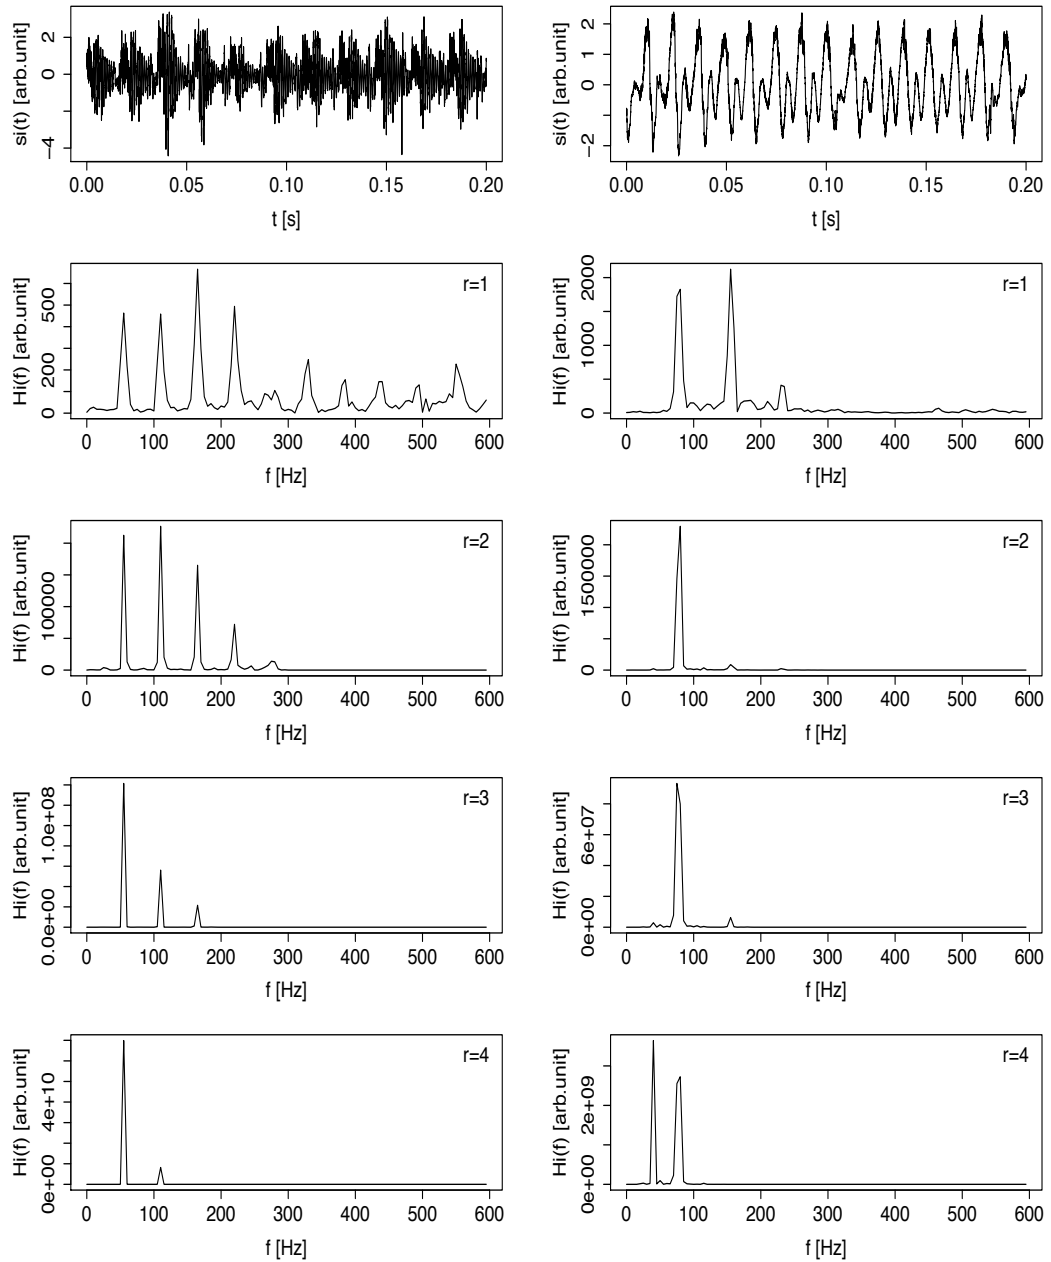 si(t) [arb.unit]
2
0
−4
0.00 0.05 0.10 0.15 0.20
t [s]
si(t) [arb.unit]
2
1
0
−2
0.00 0.05 0.10 0.15 0.20
t [s]
Hi(f) [arb.unit]
500
200
0
r=1
0 100 200 300 400 500 600
f [Hz]
Hi(f) [arb.unit]
2000
1000
0
r=1
0 100 200 300 400 500 600
f [Hz]
Hi(f) [arb.unit]
100000
0
r=2
0 100 200 300 400 500 600
f [Hz]
Hi(f) [arb.unit]
1500000
0
r=2
0 100 200 300 400 500 600
f [Hz]
Hi(f) [arb.unit]
1.0e+08
0.0e+00
r=3
0 100 200 300 400 500 600
f [Hz]
Hi(f) [arb.unit]
6e+07
0e+00
r=3
0 100 200 300 400 500 600
f [Hz]
Hi(f) [arb.unit]
4e+10
0e+00
r=4
0 100 200 300 400 500 600
f [Hz]
Hi(f) [arb.unit]
2e+09
0e+00
r=4
0 100 200 300 400 500 600
f [Hz]